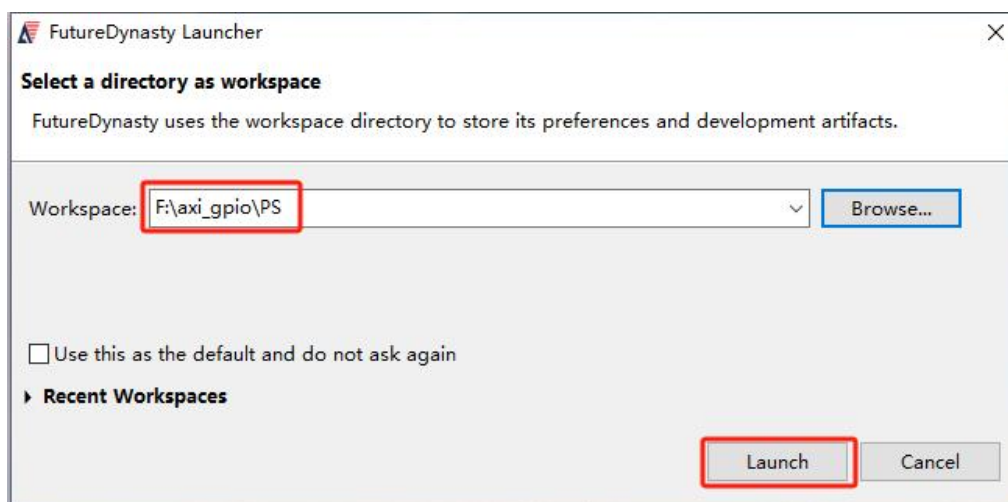 FutureDynasty Launcher
Select a directory as workspace
FutureDynasty uses the workspace directory to store its preferences and development artifacts.
Workspace: F:\axi_gpio\PS Browse...
Use this as the default and do not ask again
Recent Workspaces
Launch Cancel